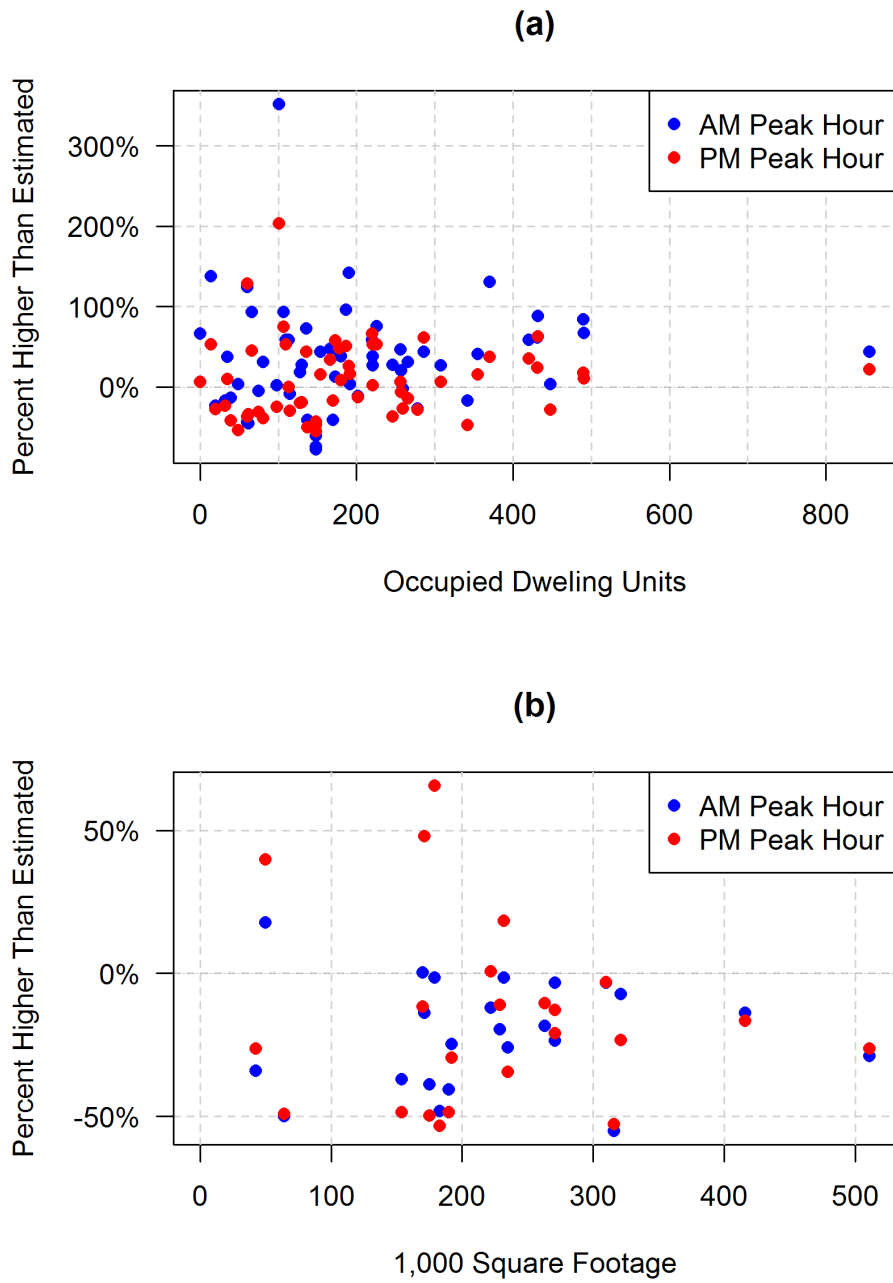 (a)
Percent Higher Than Estimated
300%
200%
100%
0%
AM Peak Hour
PM Peak Hour
0 200 400 600 800
Occupied Dweling Units
(b)
Percent Higher Than Estimated
50%
0%
-50%
AM Peak Hour
PM Peak Hour
0 100 200 300 400 500
1,000 Square Footage